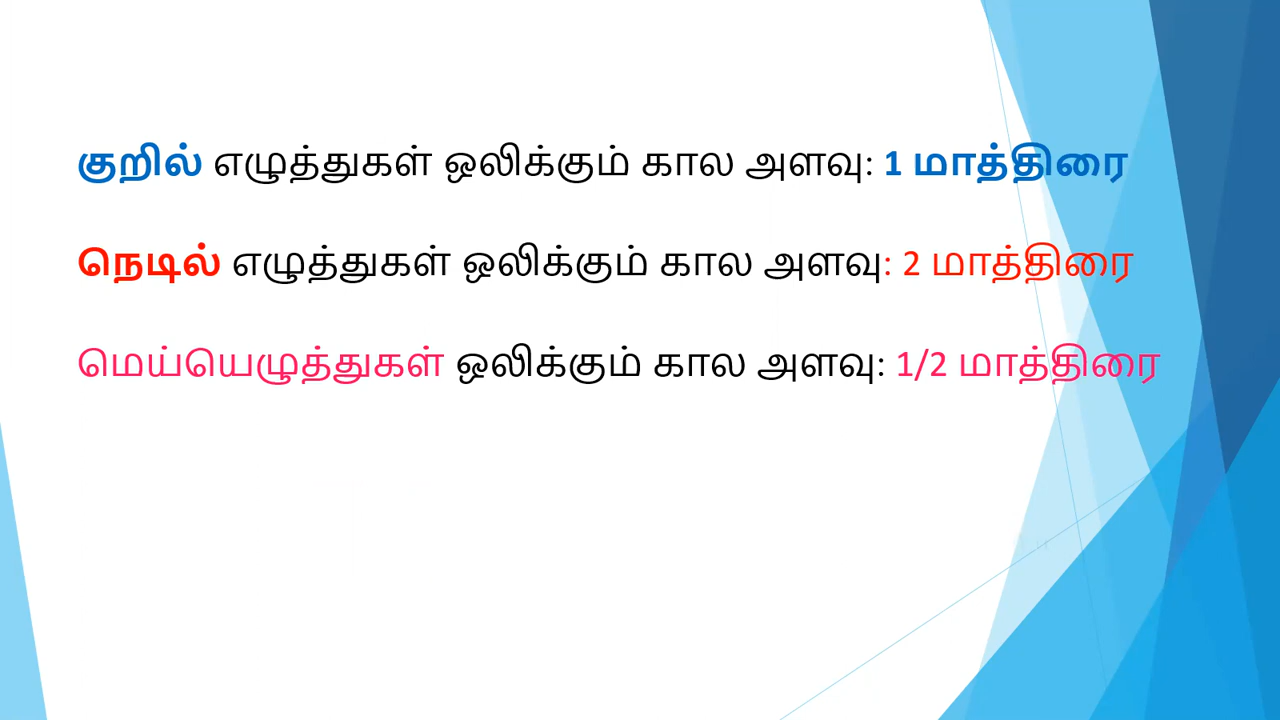 குறில் எழுத்துகள் ஒலிக்கும் கால அளவு: 1 மாத்திரை
நெடில் எழுத்துகள் ஒலிக்கும் கால அளவு: 2 மாத்திரை
மெய்யெழுத்துகள் ஒலிக்கும் கால அளவு: 1/2 மாத்திரை